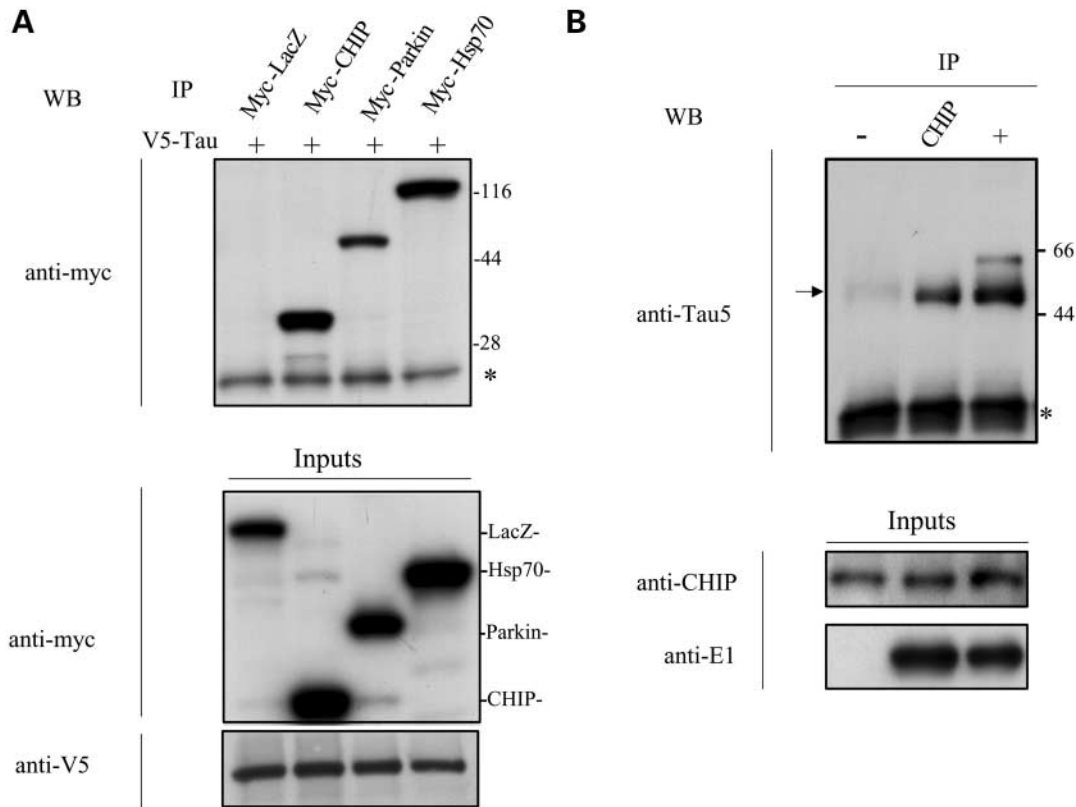 A
WB
IP
Myc-LacZ
Myc-CHIP
Myc-Parkin
Myc-Hsp70
V5-Tau + + + +
anti-myc
-116
-44
-28
*
Inputs
anti-myc
-LacZ-
-Hsp70-
-Parkin-
-CHIP-
anti-V5
B
IP
WB
- CHIP +
anti-Tau5
66
44
*
Inputs
anti-CHIP
anti-E1